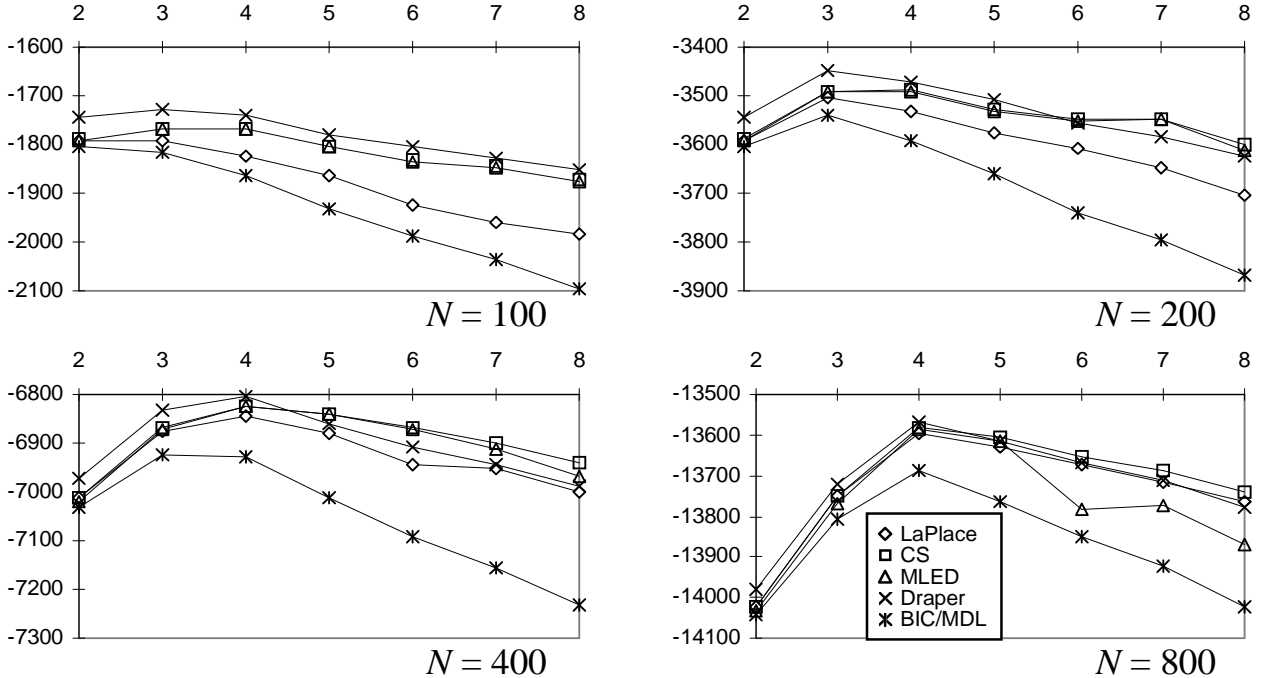 2 3 4 5 6 7 8
-1600
-1700
-1800
-1900
-2000
-2100
N = 100
2 3 4 5 6 7 8
-3400
-3500
-3600
-3700
-3800
-3900
N = 200
2 3 4 5 6 7 8
-6800
-6900
-7000
-7100
-7200
-7300
N = 400
2 3 4 5 6 7 8
-13500
-13600
-13700
-13800
-13900
-14000
-14100
LaPlace
CS
MLED
Draper
BIC/MDL
N = 800